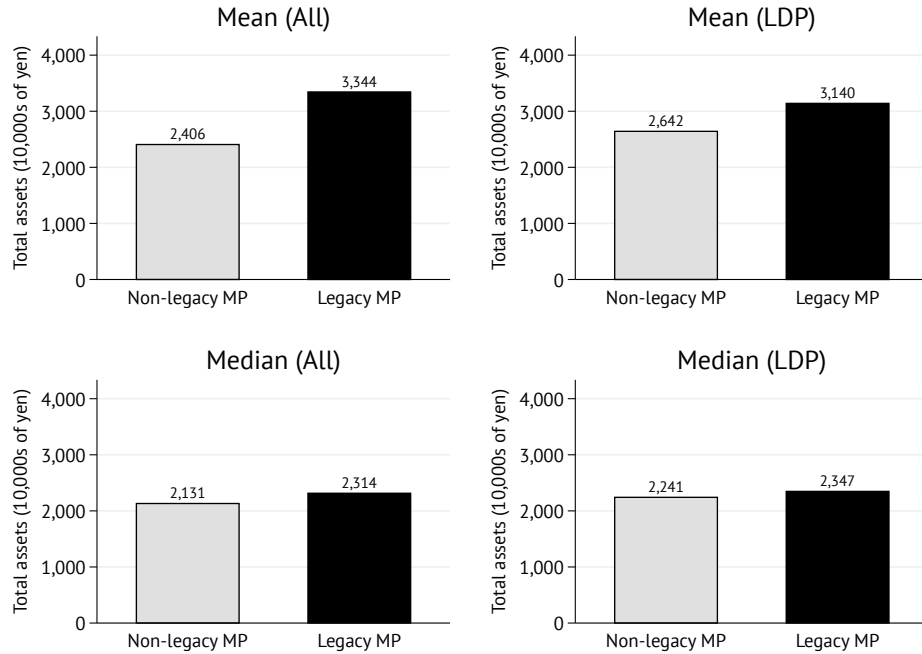 Mean (All)
Total assets (10,000s of yen)
4,000
3,000
2,000
1,000
0
2,406
3,344
Non-legacy MP
Legacy MP
Mean (LDP)
Total assets (10,000s of yen)
4,000
3,000
2,000
1,000
0
2,642
3,140
Non-legacy MP
Legacy MP
Median (All)
Total assets (10,000s of yen)
4,000
3,000
2,000
1,000
0
2,131
2,314
Non-legacy MP
Legacy MP
Median (LDP)
Total assets (10,000s of yen)
4,000
3,000
2,000
1,000
0
2,241
2,347
Non-legacy MP
Legacy MP